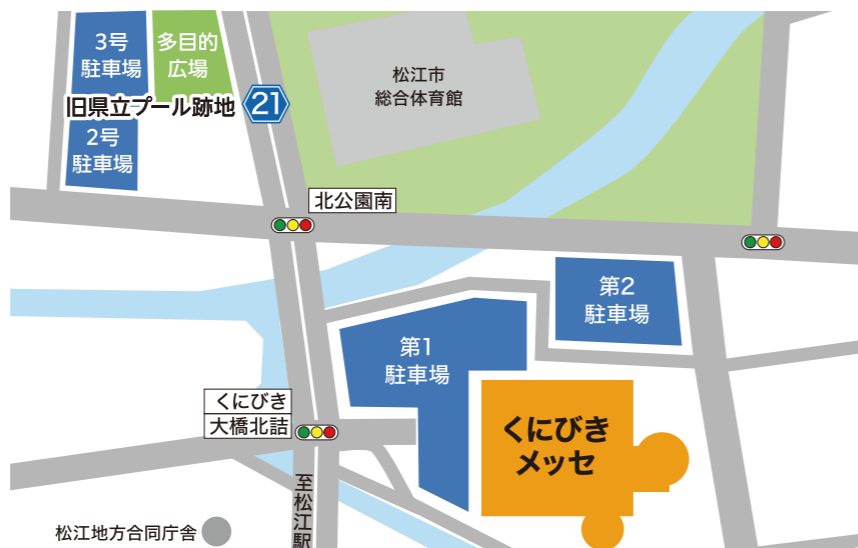 3号
駐車場
多目的
広場
松江市
総合体育館
旧県立プール跡地
21
2号
駐車場
北公園南
第2
駐車場
第1
駐車場
くにびき
大橋北詰
くにびき
メッセ
至松江駅
松江地方合同庁舎